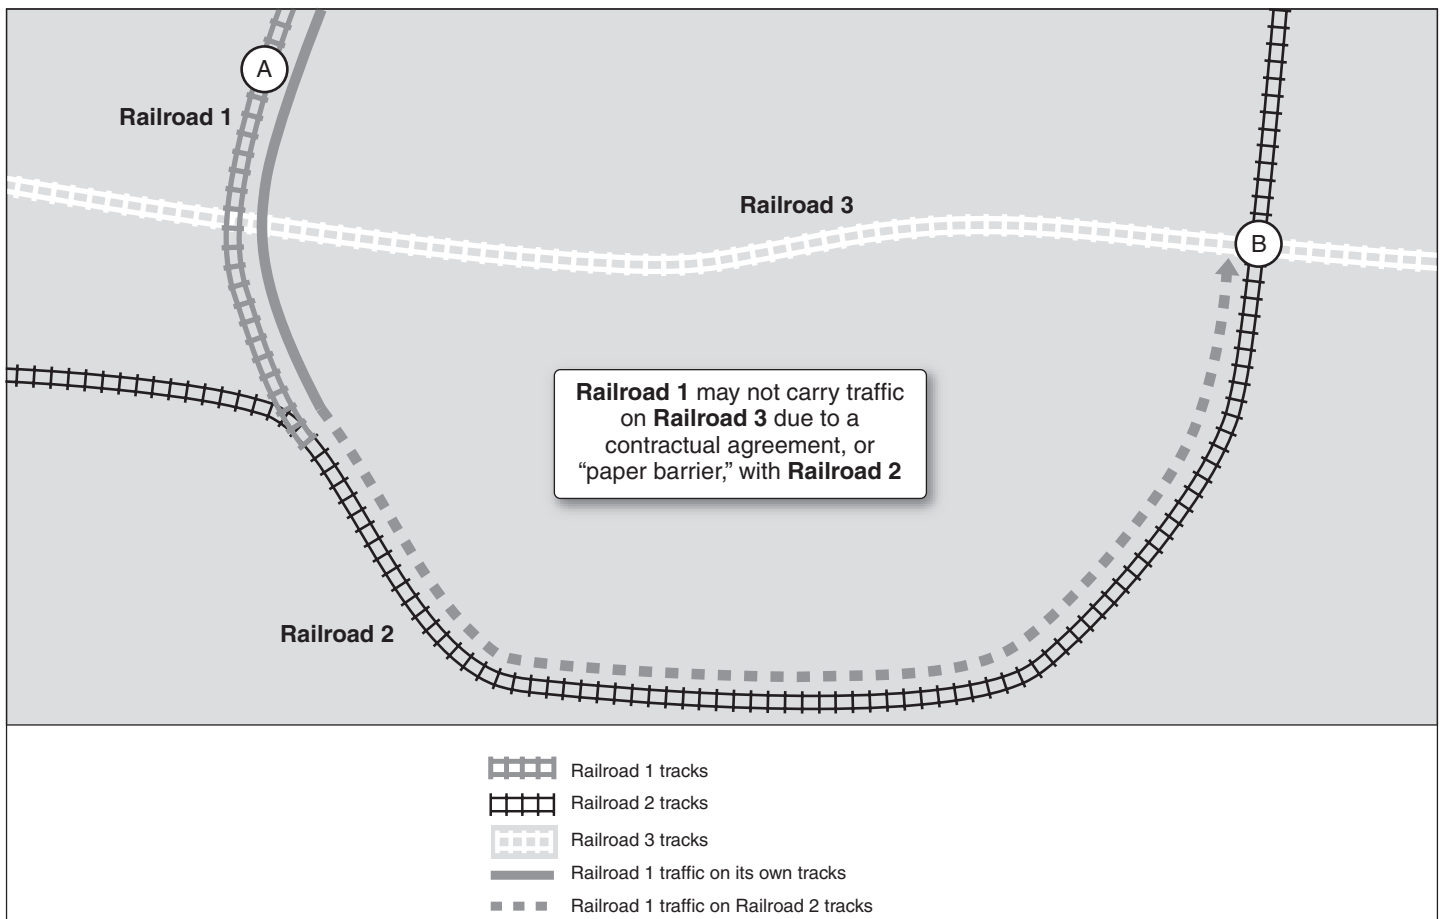 A
Railroad 1
Railroad 3
B
Railroad 1 may not carry traffic
on Railroad 3 due to a
contractual agreement, or
“paper barrier,” with Railroad 2
Railroad 2
Railroad 1 tracks
Railroad 2 tracks
Railroad 3 tracks
Railroad 1 traffic on its own tracks
Railroad 1 traffic on Railroad 2 tracks